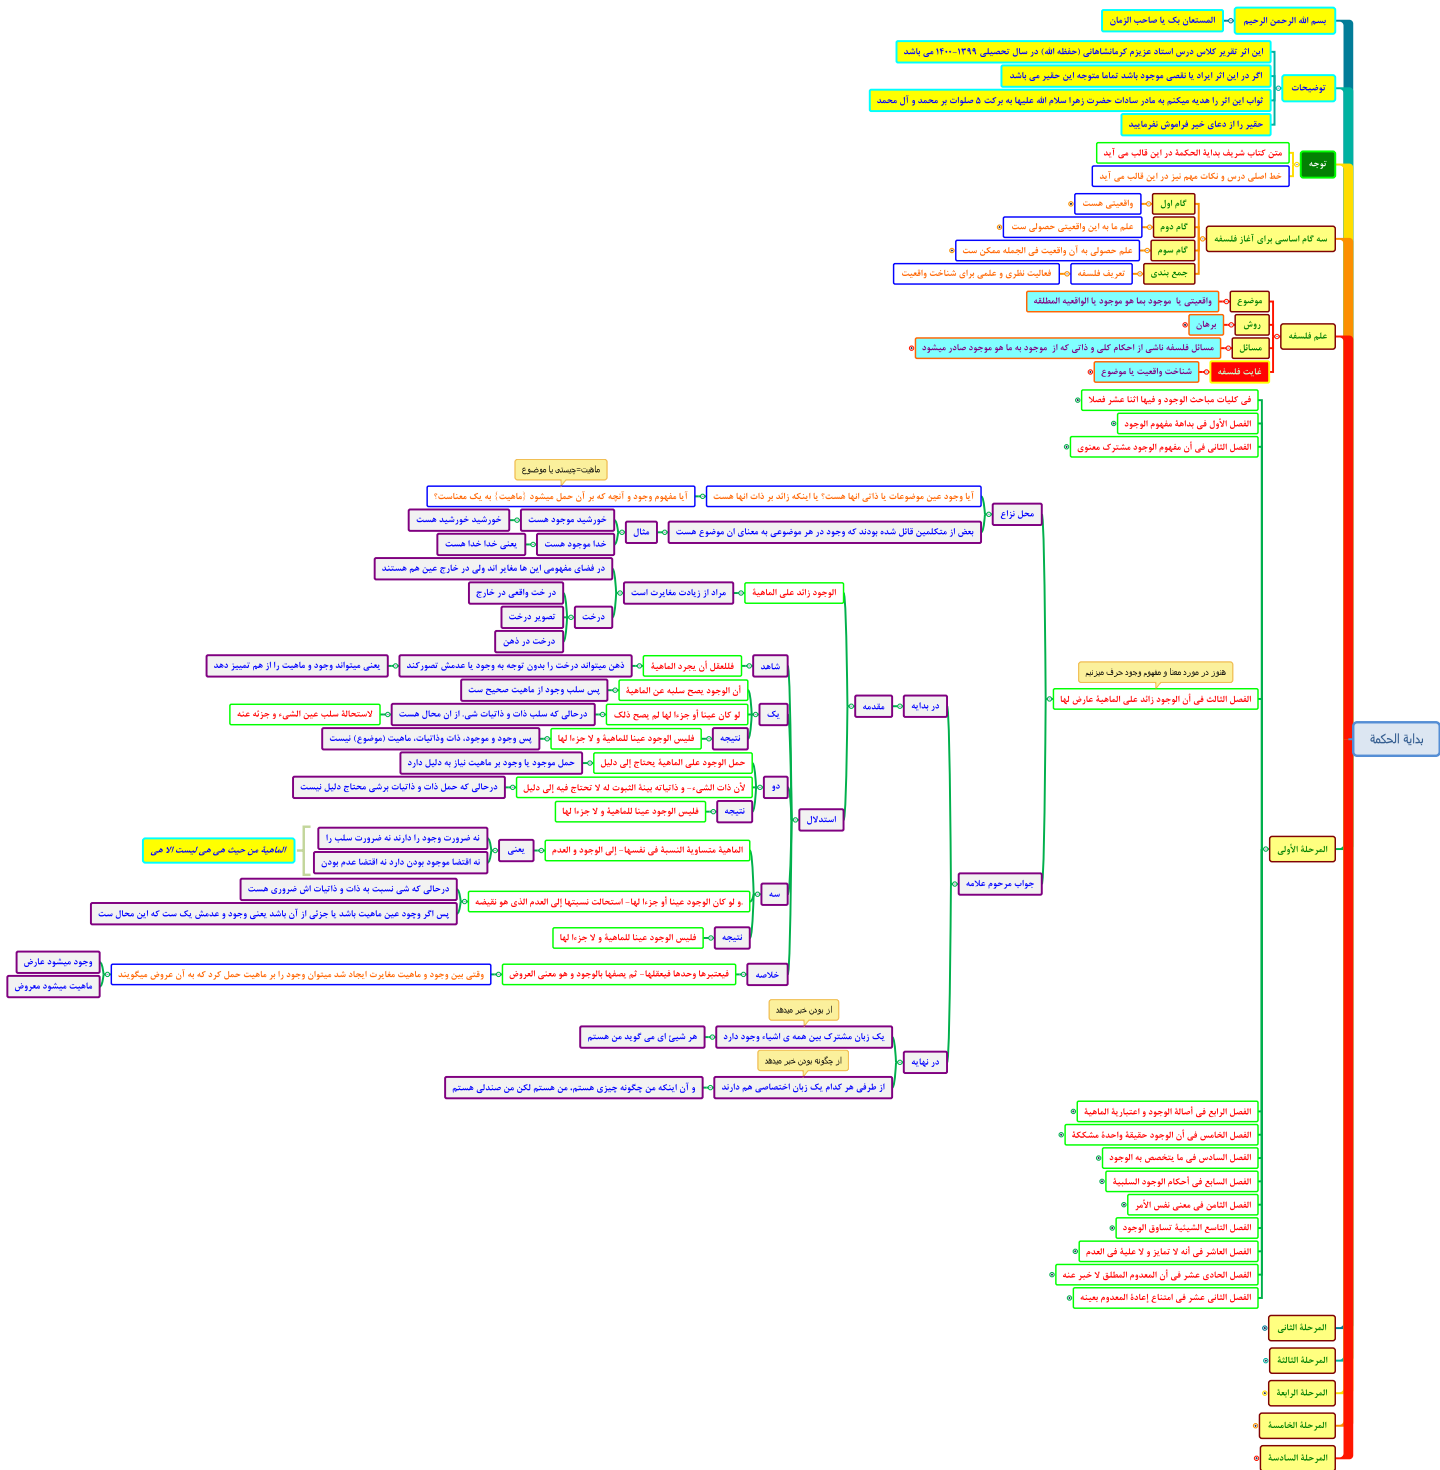 بدایة الحکمة
بسم الله الرحمن الرحیم
المستعان بک یا صاحب الزمان
توضیحات
این اثر تقریر کلاس درس استاد عزیزم کرمانشاهانی (حفظه الله) در سال تحصیلی ۱۳۹۹-۱۴۰۰ می باشد
اگر در این اثر ایراد یا نقصی موجود باشد تماما متوجه این حقیر می باشد
ثواب این اثر را هدیه میکنم به مادر سادات حضرت زهرا سلام الله علیها به برکت ۵ صلوات بر محمد و آل محمد
حقیر را از دعای خیر فراموش نفرمایید
توجه
متن کتاب شریف بدایة الحکمة در این قالب می آید
خط اصلی درس و نکات مهم نیز در این قالب می آید
سه گام اساسی برای آغاز فلسفه
گام اول
واقعیتی هست
گام دوم
علم ما به این واقعیتی حصولی ست
گام سوم
علم حصولی به آن واقعیت فی الجمله ممکن ست
جمع بندی
تعریف فلسفه
فعالیت نظری و علمی برای شناخت واقعیت
علم فلسفه
موضوع
واقعیتی یا موجود بما هو موجود یا الواقعیه المطلقه
روش
برهان
مسائل
مسائل فلسفه ناشی از احکام کلی و ذاتی که از موجود به ما هو موجود صادر میشود
غایت فلسفه
شناخت واقعیت یا موضوع
المرحلة الأولی
فی کلیات مباحث الوجود و فیها اثنا عشر فصلا
الفصل الأول فی بداهة مفهوم الوجود
الفصل الثانی فی أن مفهوم الوجود مشترک معنوی
هنوز در مورد معنا و مفهوم وجود حرف میزنیم
الفصل الثالث فی أن الوجود زائد علی الماهیة عارض لها
محل نزاع
آیا وجود عین موضوعات یا ذاتی انها هست؟ یا اینکه زائد بر ذات انها هست
ماهیت=چیستی یا موضوع
آیا مفهوم وجود و آنچه که بر آن حمل میشود (ماهیت) به یک معناست؟
بعض از متکلمین قائل شده بودند که وجود در هر موضوعی به معنای ان موضوع هست
مثال
خورشید موجود هست
خورشید خورشید هست
خدا موجود هست
یعنی خدا خدا هست
جواب مرحوم علامه
در بدایه
مقدمه
الوجود زائد علی الماهیة
مراد از زیادت مغایرت است
در فضای مفهومی این ها مغایر اند ولی در خارج عین هم هستند
درخت
در خت واقعی در خارج
تصویر درخت
درخت در ذهن
استدلال
شاهد
فللعقل أن یجرد الماهیة
ذهن میتواند درخت را بدون توجه به وجود یا عدمش تصورکند
یعنی میتواند وجود و ماهیت را از هم تمییز دهد
یک
أن الوجود یصح سلبه عن الماهیة
پس سلب وجود از ماهیت صحیح ست
لو کان عینا أو جزءا لها لم یصح ذلک
درحالی که سلب ذات و ذاتیات شی، از ان محال هست
لاستحالة سلب عین الشیء و جزئه عنه
نتیجه
فلیس الوجود عینا للماهیة و لا جزءا لها
پس وجود و موجود، ذات وذاتیات، ماهیت (موضوع) نیست
دو
حمل الوجود علی الماهیة یحتاج إلی دلیل
حمل موجود یا وجود بر ماهیت نیاز به دلیل دارد
لأن ذات الشیء- و ذاتیاته بینة الثبوت له لا تحتاج فیه إلی دلیل
درحالی که حمل ذات و ذاتیات برشی محتاج دلیل نیست
نتیجه
فلیس الوجود عینا للماهیة و لا جزءا لها
سه
الماهیة متساویة النسبة فی نفسها- إلی الوجود و العدم
یعنی
نه ضرورت وجود را دارند نه ضرورت سلب را
نه اقتضا موجود بودن دارد نه اقتضا عدم بودن
الماهیة من حیث هی هی لیست الا هی
و لو کان الوجود عینا أو جزءا لها- استحالت نسبتها إلی العدم الذی هو نقیضه.
درحالی که شی نسبت به ذات و ذاتیات اش ضروری هست
پس اگر وجود عین ماهیت باشد یا جزئی از آن باشد یعنی وجود و عدمش یک ست که این محال ست
نتیجه
فلیس الوجود عینا للماهیة و لا جزءا لها
خلاصه
فیعتبرها وحدها فیعقلها- ثم یصفها بالوجود و هو معنی العروض
وقتی بین وجود و ماهیت مغایرت ایجاد شد میتوان وجود را بر ماهیت حمل کرد که به آن عروض میگویند
وجود میشود عارض
ماهیت میشود معروض
در نهایه
از بودن خبر میدهد
یک زبان مشترک بین همه ی اشیاء وجود دارد
هر شیئ ای می گوید من هستم
از چگونه بودن خبر میدهد
از طرفی هر کدام یک زبان اختصاصی هم دارند
و آن اینکه من چگونه چیزی هستم، من هستم لکن من صندلی هستم
الفصل الرابع فی أصالة الوجود و اعتباریة الماهیة
الفصل الخامس فی أن الوجود حقیقة واحدة مشککة
الفصل السادس فی ما یتخصص به الوجود
الفصل السابع فی أحکام الوجود السلبیة
الفصل الثامن فی معنی نفس الأمر
الفصل التاسع الشیئیة تساوق الوجود
الفصل العاشر فی أنه لا تمایز و لا علیة فی العدم
الفصل الحادی عشر فی أن المعدوم المطلق لا خبر عنه
الفصل الثانی عشر فی امتناع إعادة المعدوم بعینه
المرحلة الثانی
المرحلة الثالثة
المرحلة الرابعة
المرحلة الخامسة
المرحلة السادسة